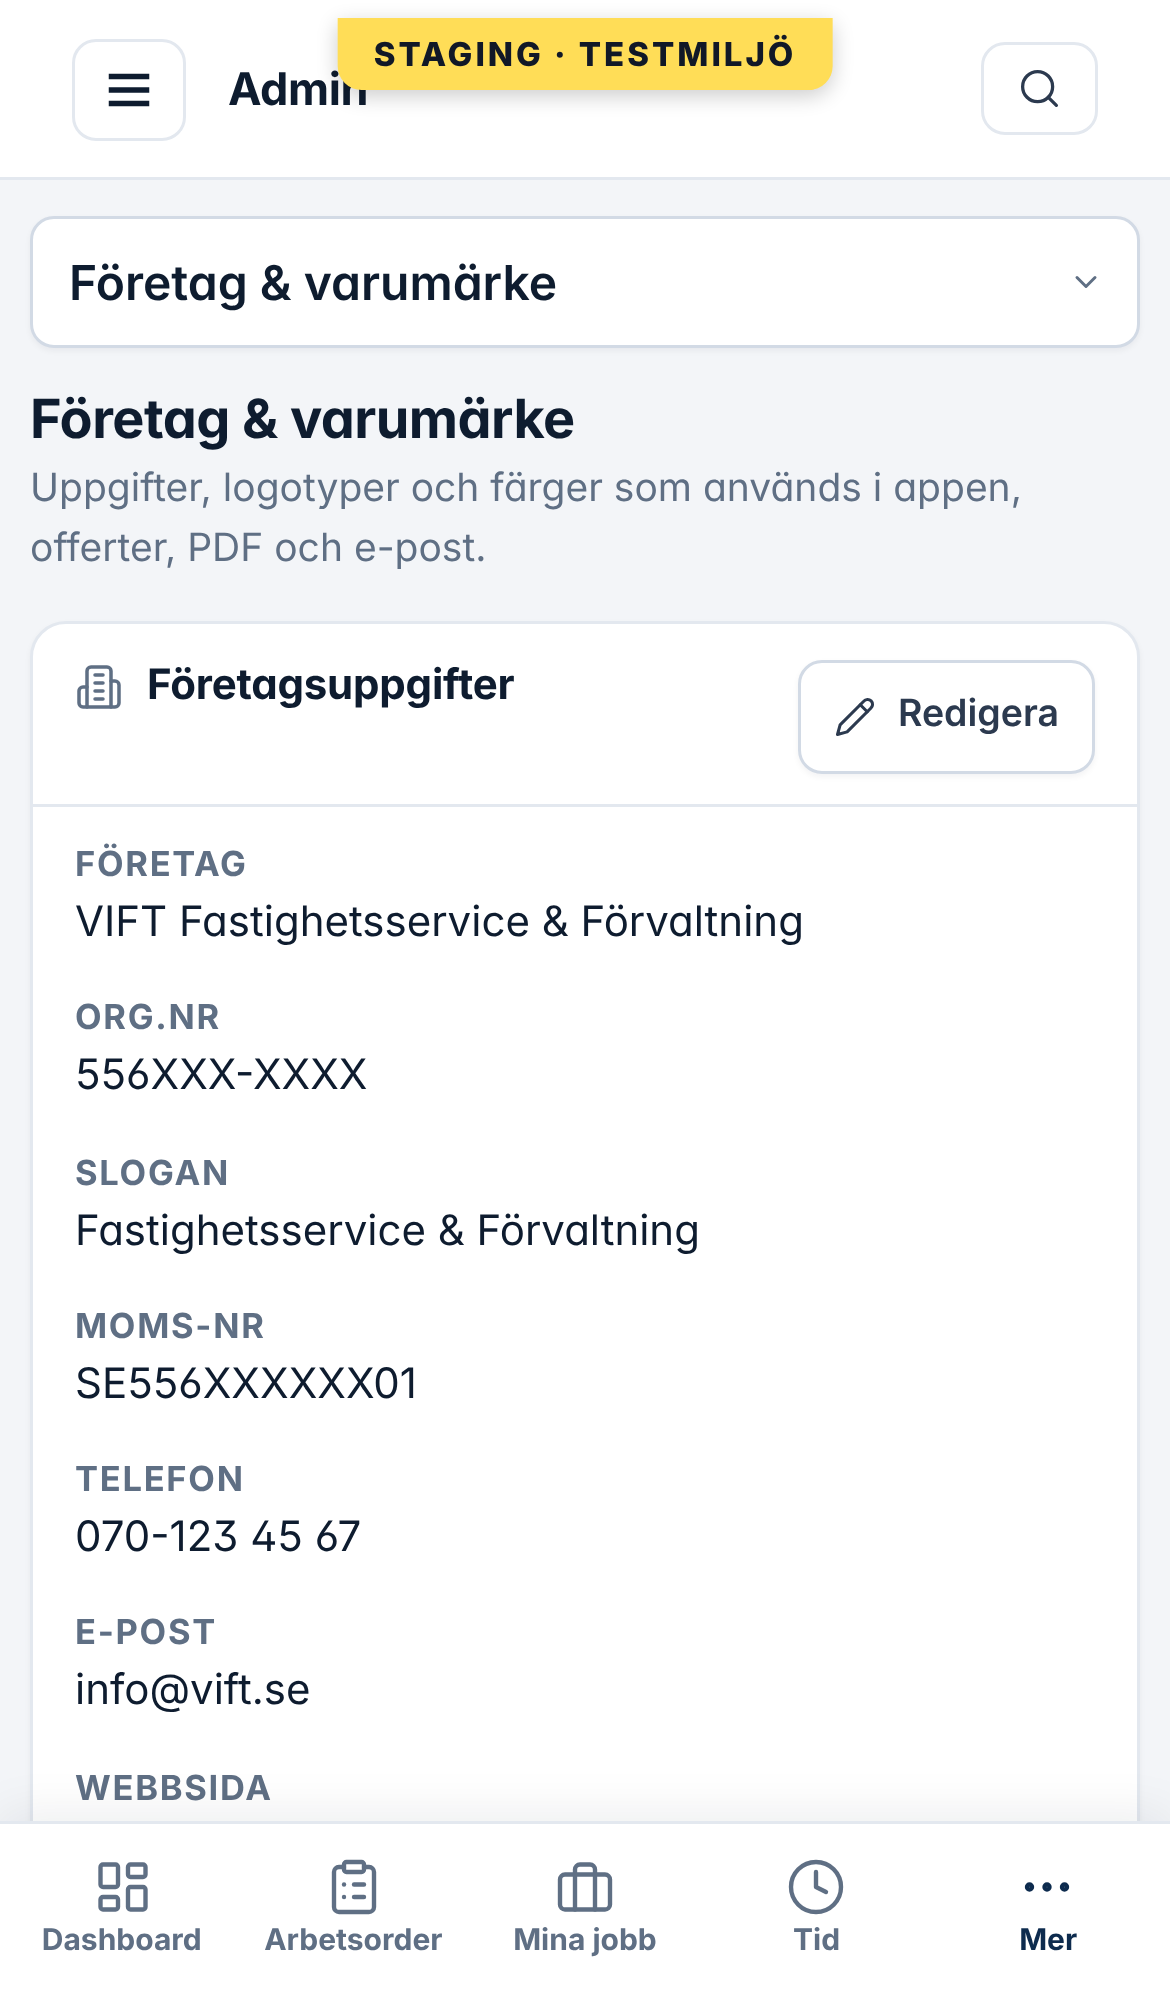 STAGING · TESTMILJÖ
Admin
Företag & varumärke
Företag & varumärke
Uppgifter, logotyper och färger som används i appen,
offerter, PDF och e-post.
Företagsuppgifter
Redigera
FÖRETAG
VIFT Fastighetsservice & Förvaltning
ORG.NR
556XXX-XXXX
SLOGAN
Fastighetsservice & Förvaltning
MOMS-NR
SE556XXXXXX01
TELEFON
070-123 45 67
E-POST
info@vift.se
WEBBSIDA
Dashboard
Arbetsorder
Mina jobb
Tid
Mer